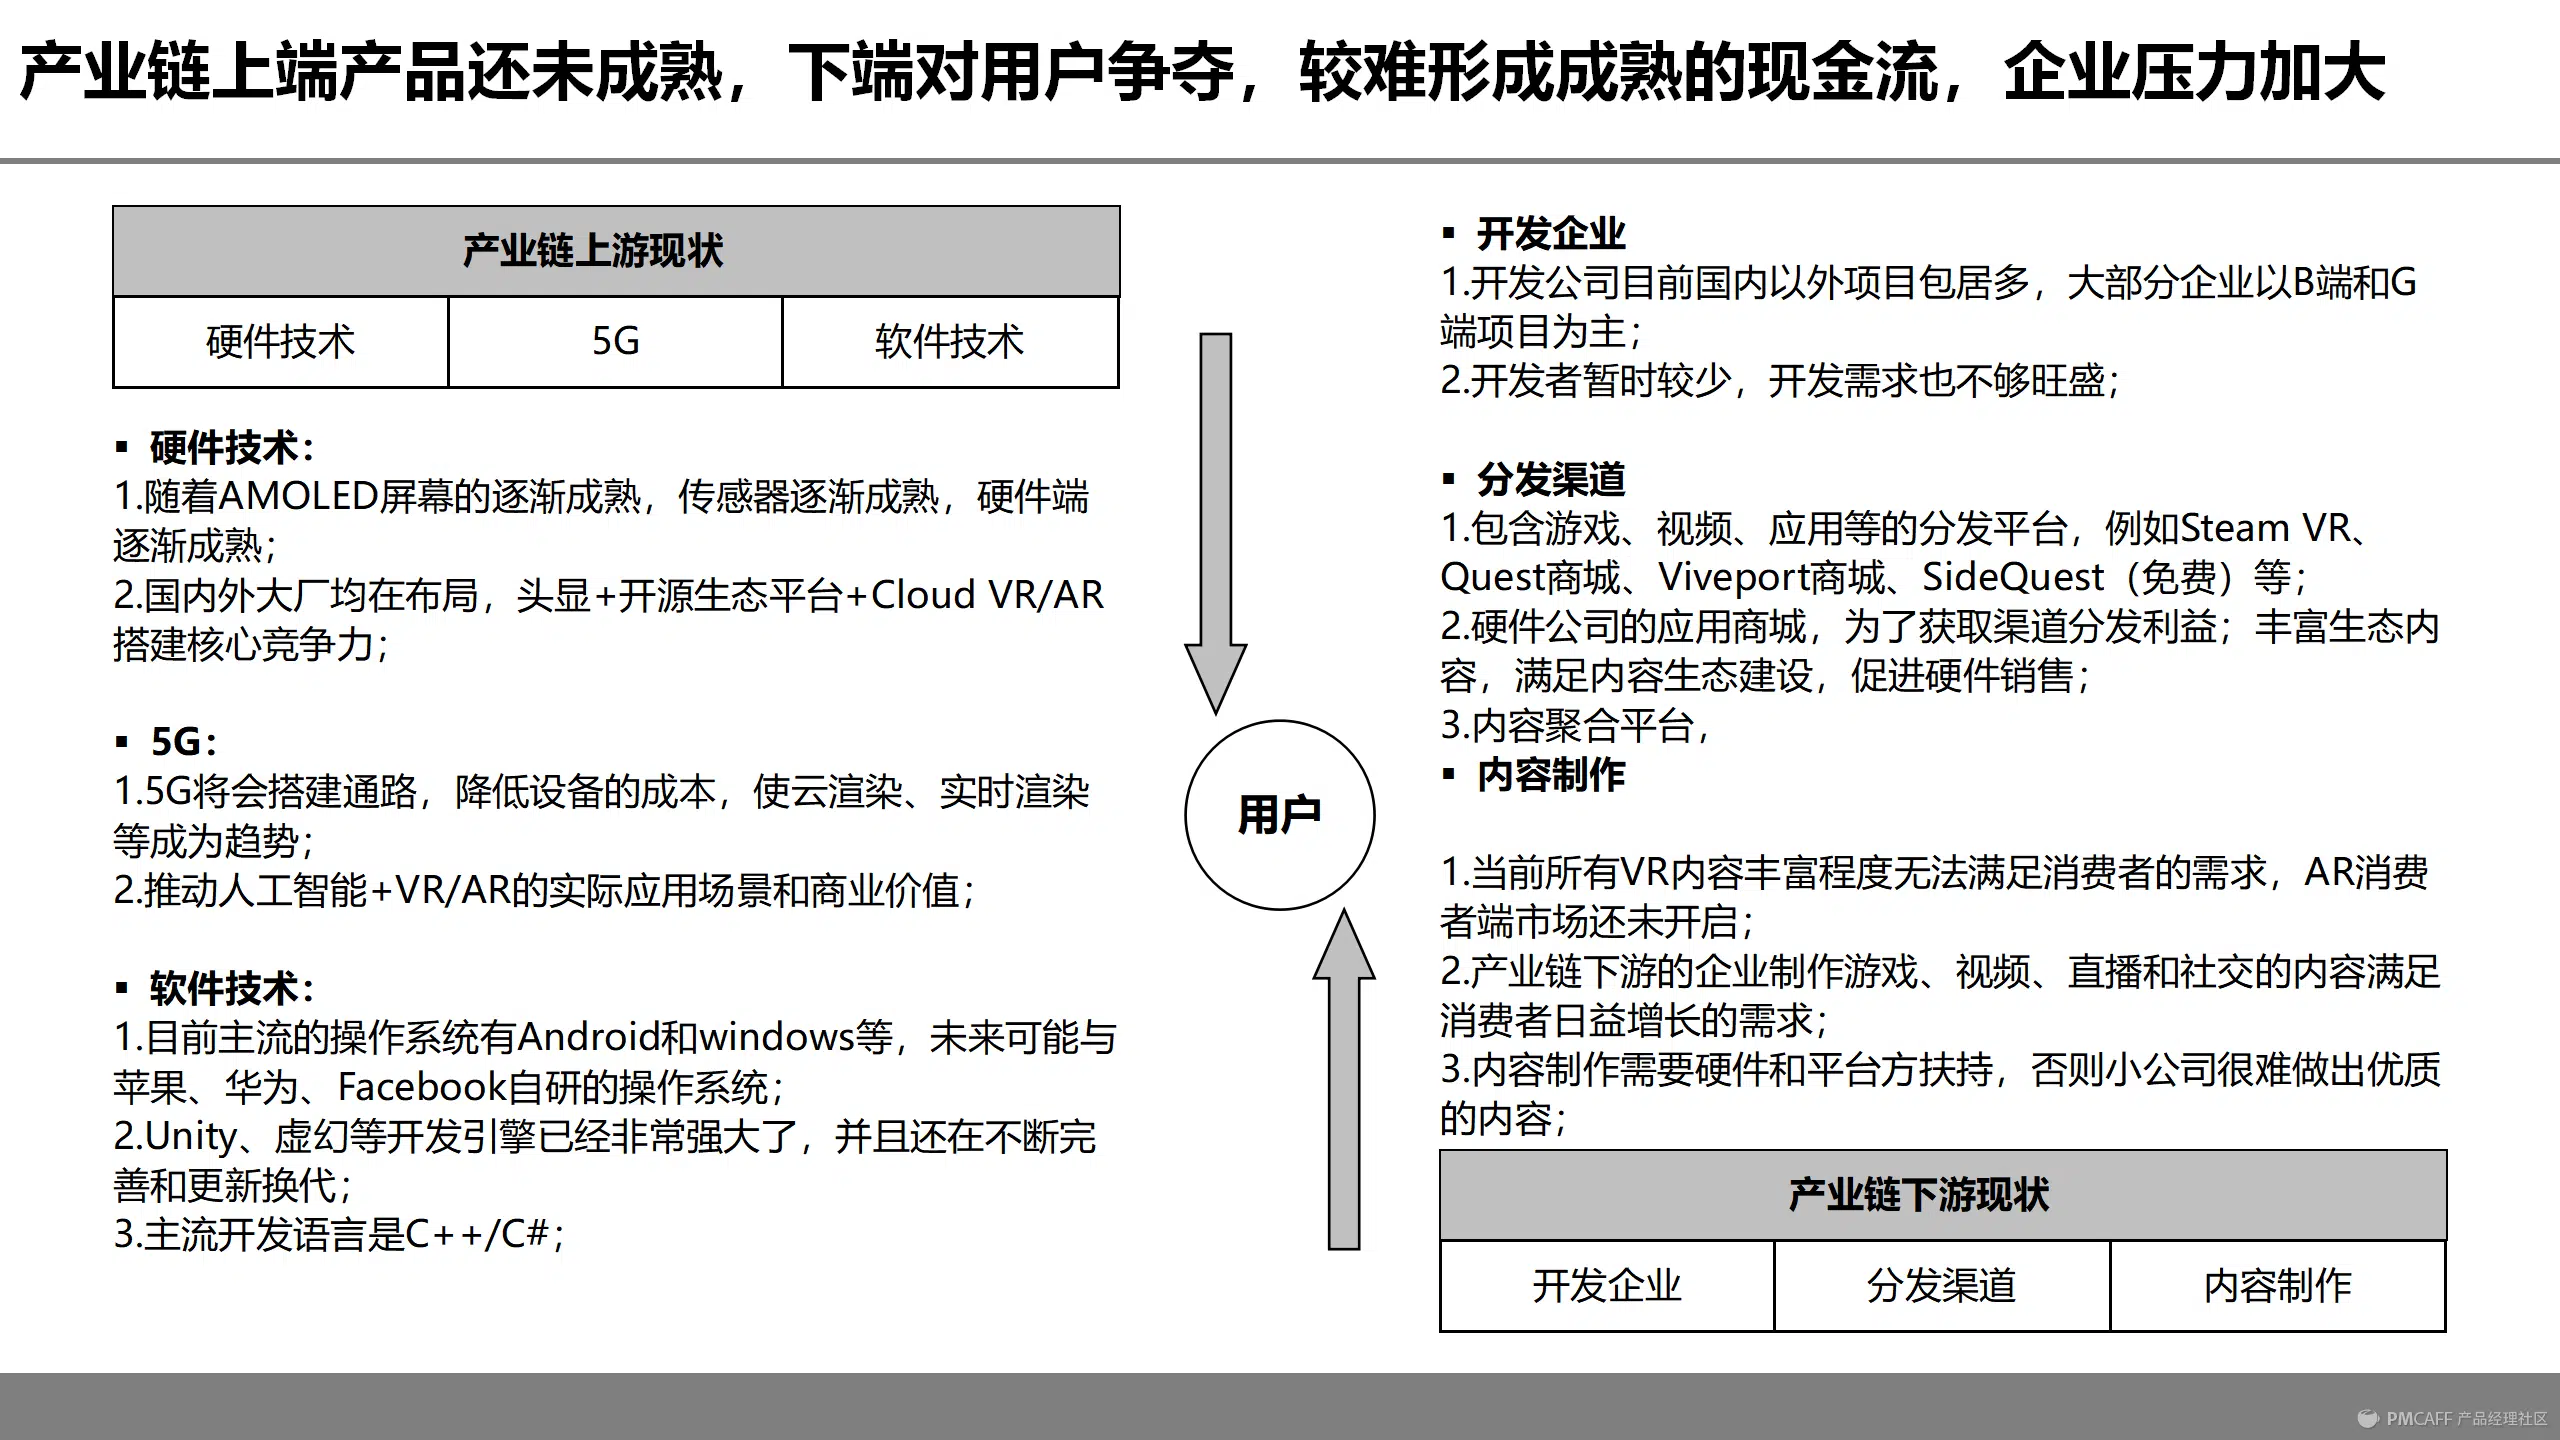 产业链上端产品还未成熟，下端对用户争夺，较难形成成熟的现金流，企业压力加大
产业链上游现状
硬件技术
5G
软件技术
▪ 硬件技术：
1.随着AMOLED屏幕的逐渐成熟，传感器逐渐成熟，硬件端
逐渐成熟；
2.国内外大厂均在布局，头显+开源生态平台+Cloud VR/AR
搭建核心竞争力；
▪ 5G：
1.5G将会搭建通路，降低设备的成本，使云渲染、实时渲染
等成为趋势；
2.推动人工智能+VR/AR的实际应用场景和商业价值；
▪ 软件技术：
1.目前主流的操作系统有Android和windows等，未来可能与
苹果、华为、Facebook自研的操作系统；
2.Unity、虚幻等开发引擎已经非常强大了，并且还在不断完
善和更新换代；
3.主流开发语言是C++/C#；
用户
▪ 开发企业
1.开发公司目前国内以外项目包居多，大部分企业以B端和G
端项目为主；
2.开发者暂时较少，开发需求也不够旺盛；
▪ 分发渠道
1.包含游戏、视频、应用等的分发平台，例如Steam VR、
Quest商城、Viveport商城、SideQuest（免费）等；
2.硬件公司的应用商城，为了获取渠道分发利益；丰富生态内
容，满足内容生态建设，促进硬件销售；
3.内容聚合平台，
▪ 内容制作
1.当前所有VR内容丰富程度无法满足消费者的需求，AR消费
者端市场还未开启；
2.产业链下游的企业制作游戏、视频、直播和社交的内容满足
消费者日益增长的需求；
3.内容制作需要硬件和平台方扶持，否则小公司很难做出优质
的内容；
产业链下游现状
开发企业
分发渠道
内容制作
PMCAFF 产品经理社区